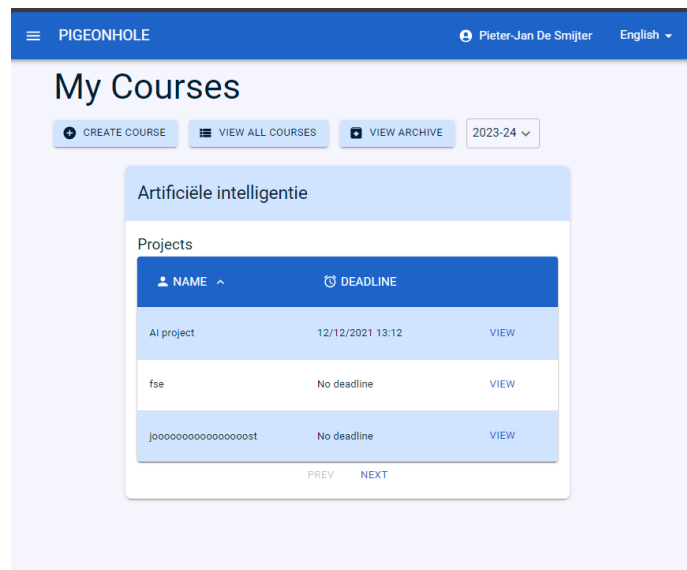 PIGEONHOLE Pieter-Jan De Smijter English
My Courses
CREATE COURSE VIEW ALL COURSES VIEW ARCHIVE 2023-24
Artificiële intelligentie
Projects
NAME DEADLINE
AI project 12/12/2021 13:12 VIEW
fse No deadline VIEW
joooooooooooooooost No deadline VIEW
PREV NEXT